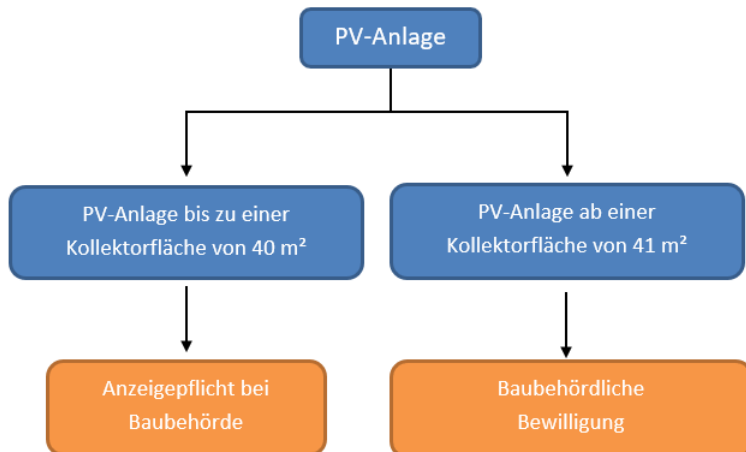 PV-Anlage
PV-Anlage bis zu einer
Kollektorfläche von 40 m²
PV-Anlage ab einer
Kollektorfläche von 41 m²
Anzeigepflicht bei
Baubehörde
Baubehördliche
Bewilligung